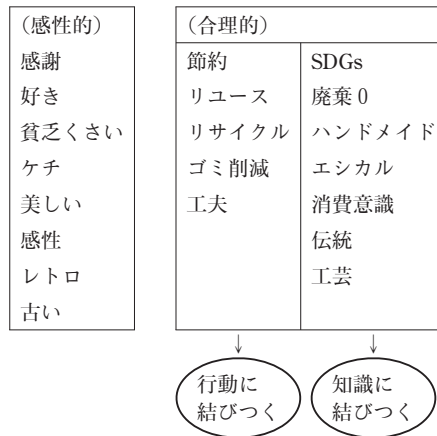 (感性的)
感謝
好き
貧乏くさい
ケチ
美しい
感性
レトロ
古い
(合理的)
節約
リユース
リサイクル
ゴミ削減
工夫
SDGs
廃棄 0
ハンドメイド
エシカル
消費意識
伝統
工芸
↓
↓
行動に
結びつく
知識に
結びつく